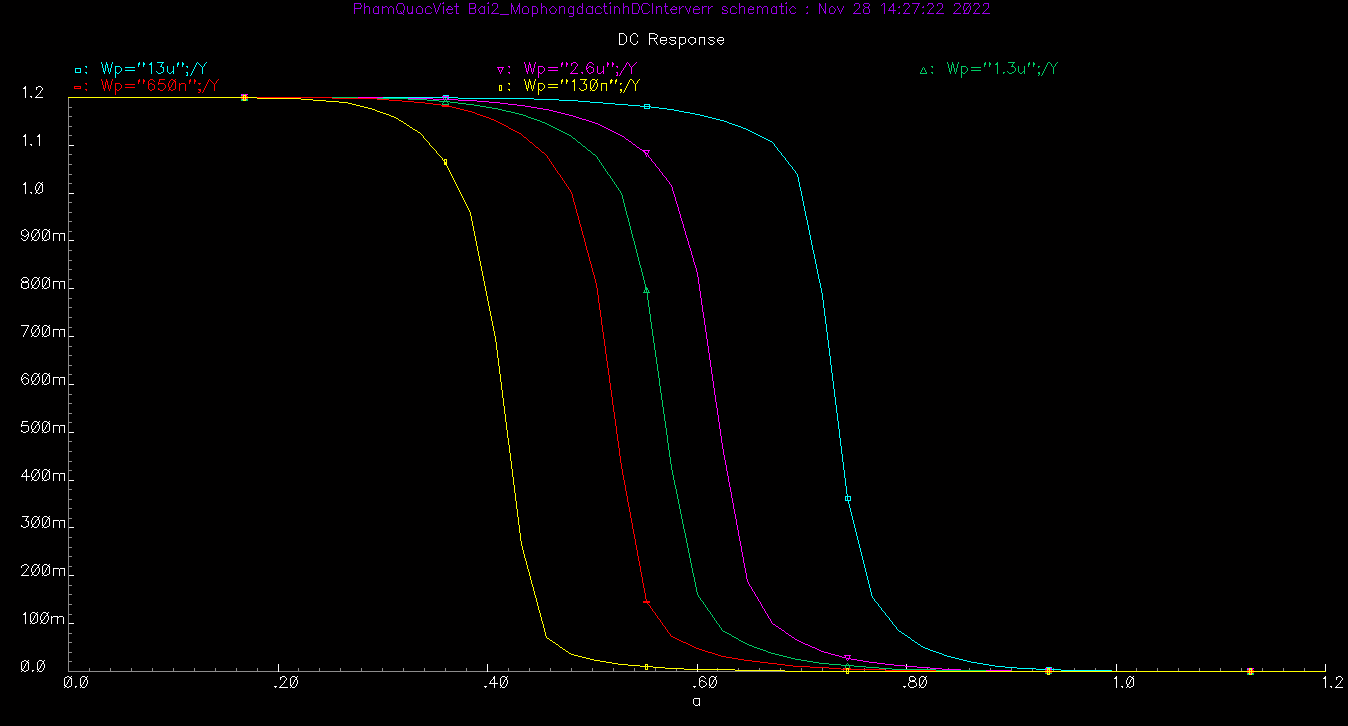 PhamQuocViet Bai2_MophongdactinhDCInterverr schematic : Nov 28 14:27:22 2022
DC Response
: Wp="13u";/Y : Wp="2.6u";/Y : Wp="1.3u";/Y
: Wp="650n";/Y : Wp="130n";/Y
1.2
1.1
1.0
900m
800m
700m
600m
500m
400m
300m
200m
100m
0.0
0.0 .20 .40 .60 .80 1.0 1.2
a